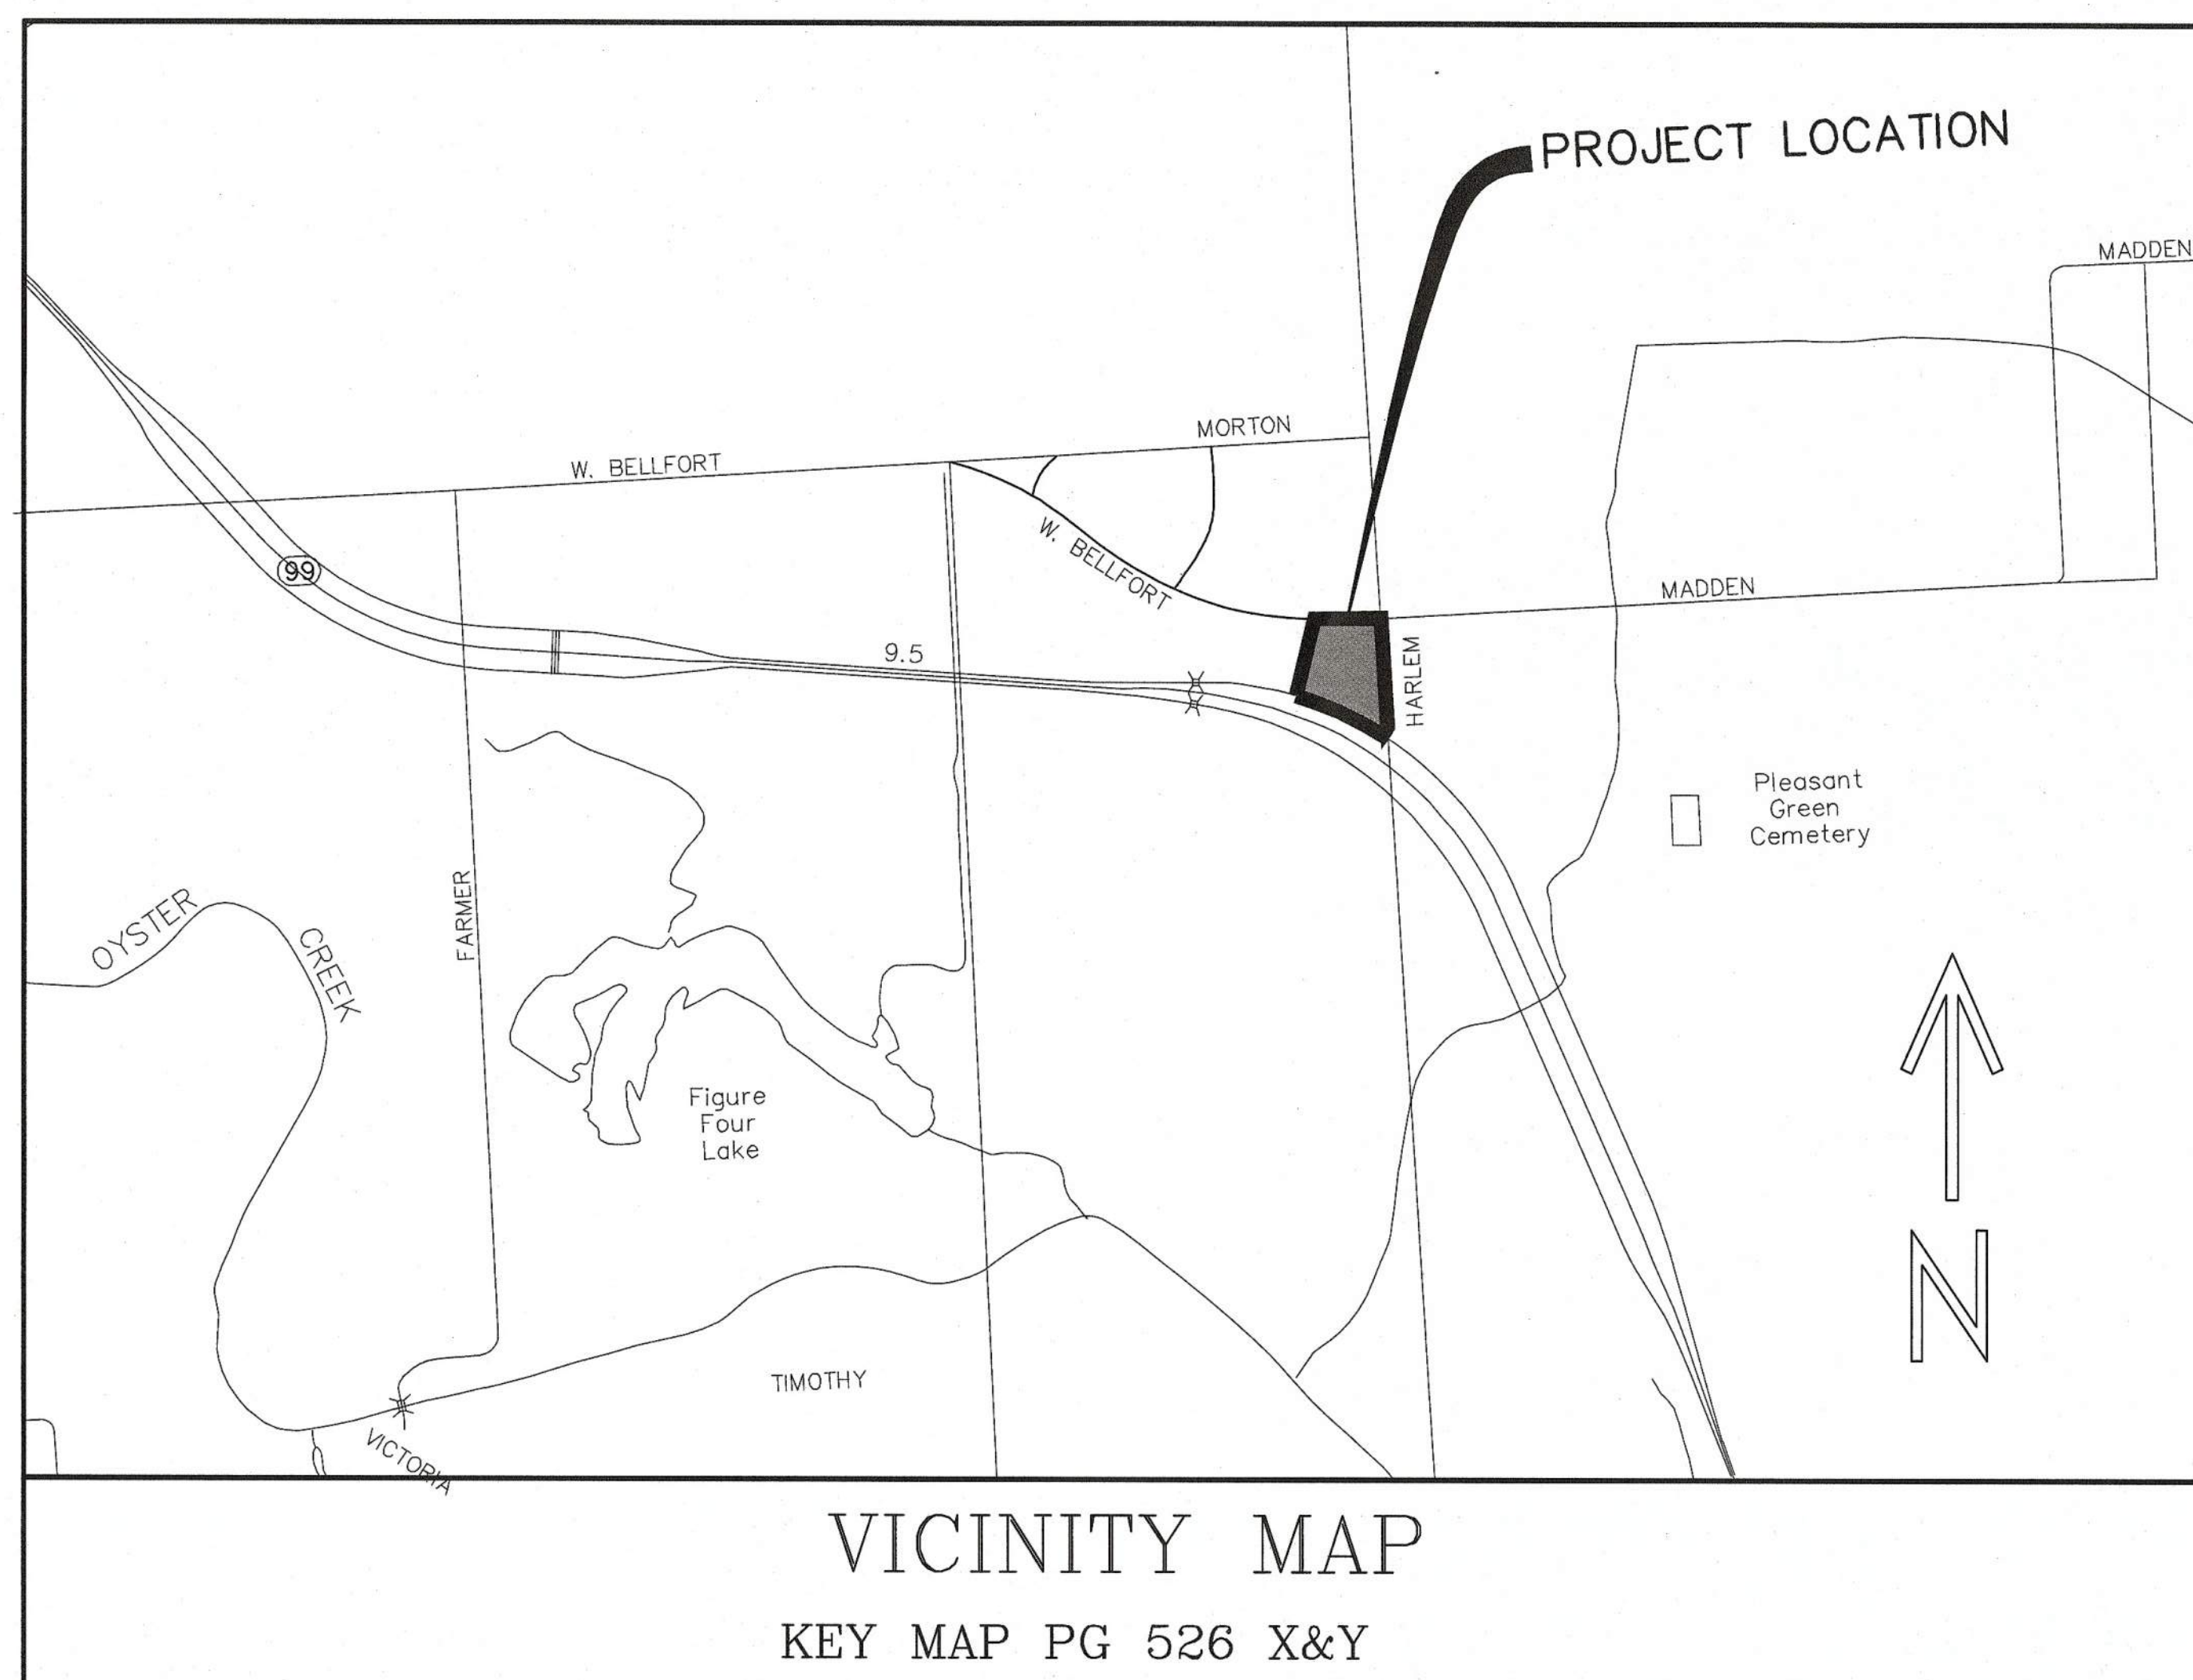 PROJECT LOCATION
MADDEN
MORTON
W. BELLFORT
W. BELLFORT
99
MADDEN
9.5
HARLEM
Pleasant
Green
Cemetery
FARMER
OYSTER
CREEK
Figure
Four
Lake
N
TIMOTHY
VICTORIA
VICINITY MAP
KEY MAP PG 526 X&Y